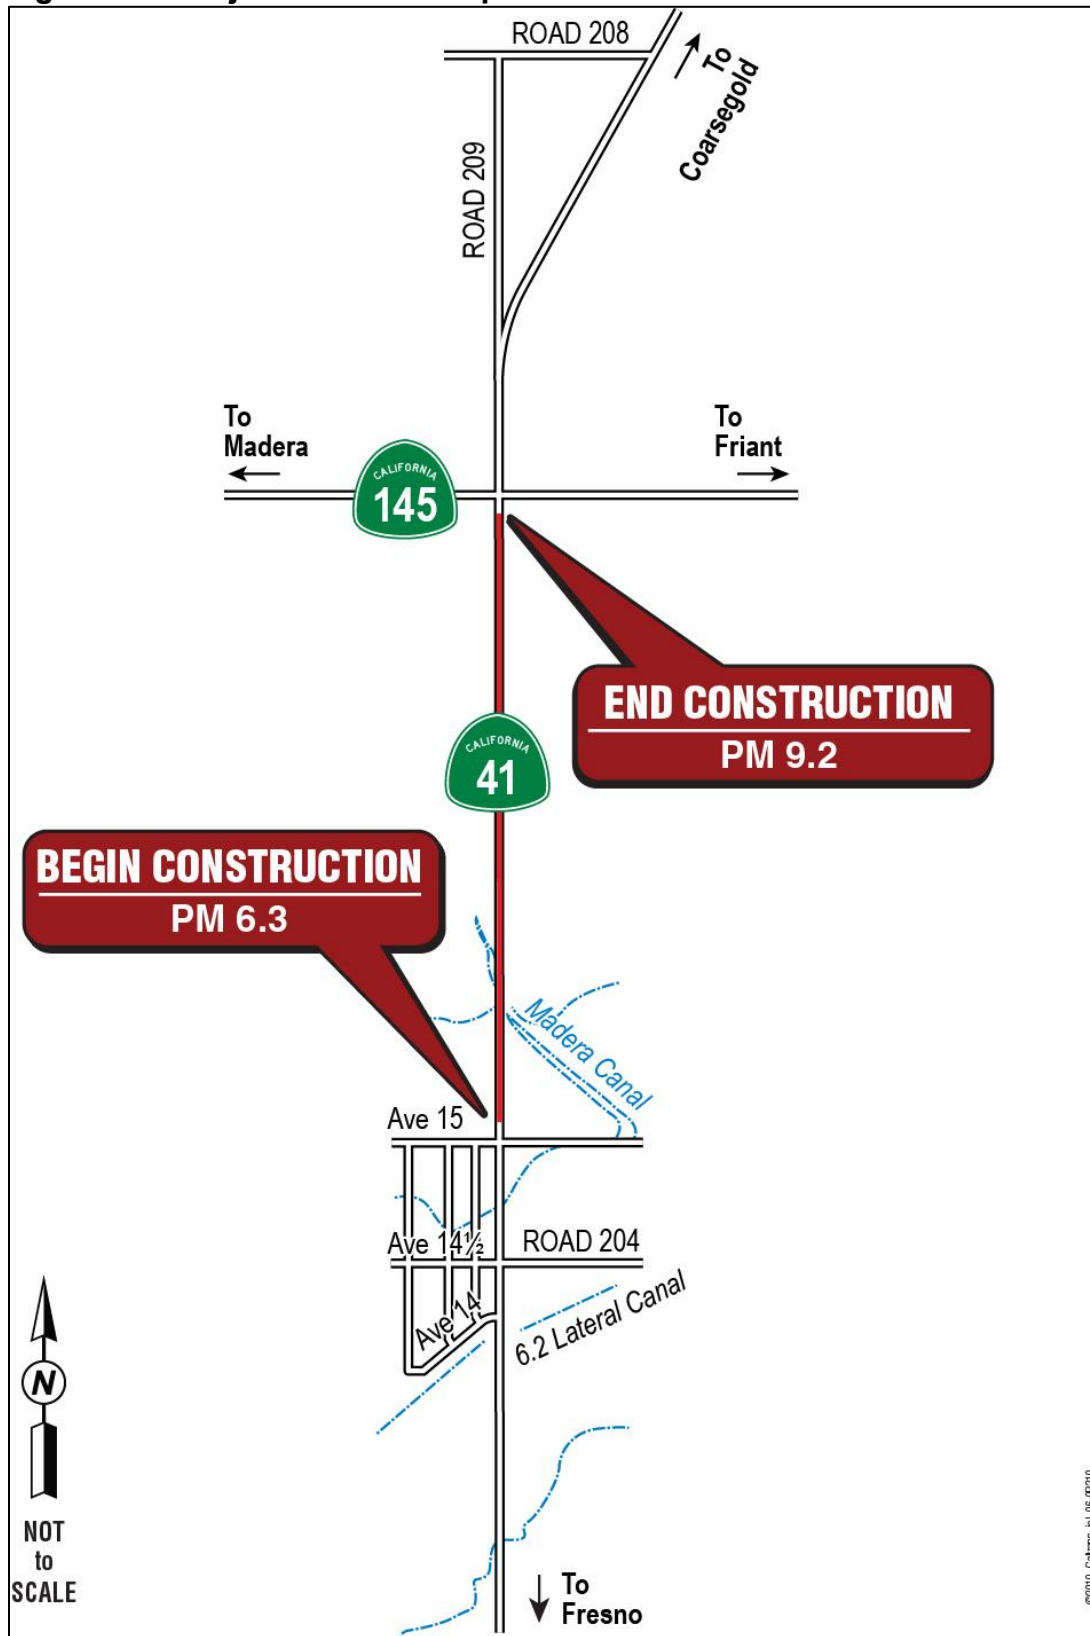 ROAD 208
To
Coarsegold
ROAD 209
To
Madera
To
Friant
CALIFORNIA
145
END CONSTRUCTION
PM 9.2
CALIFORNIA
41
BEGIN CONSTRUCTION
PM 6.3
Madera Canal
Ave 15
Ave 14½
ROAD 204
Ave 14
6.2 Lateral Canal
N
NOT
to
SCALE
To
Fresno